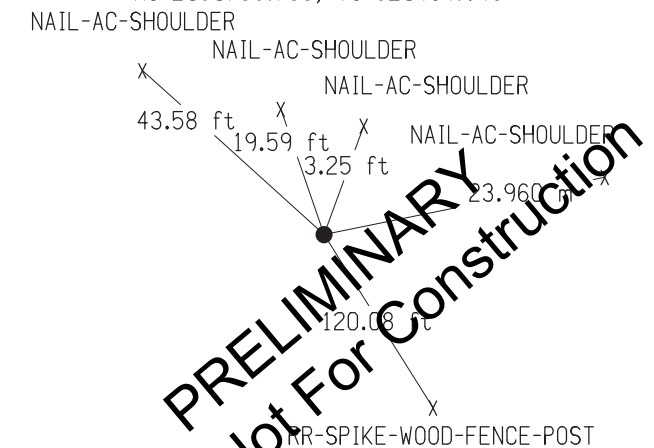 NAIL-AC-SHOULDER
NAIL-AC-SHOULDER
NAIL-AC-SHOULDER
NAIL-AC-SHOULDER
43.58 ft
19.59 ft
3.25 ft
23.960 m
120.08 ft
RR-SPIKE-WOOD-FENCE-POST
PRELIMINARY
Not For Construction